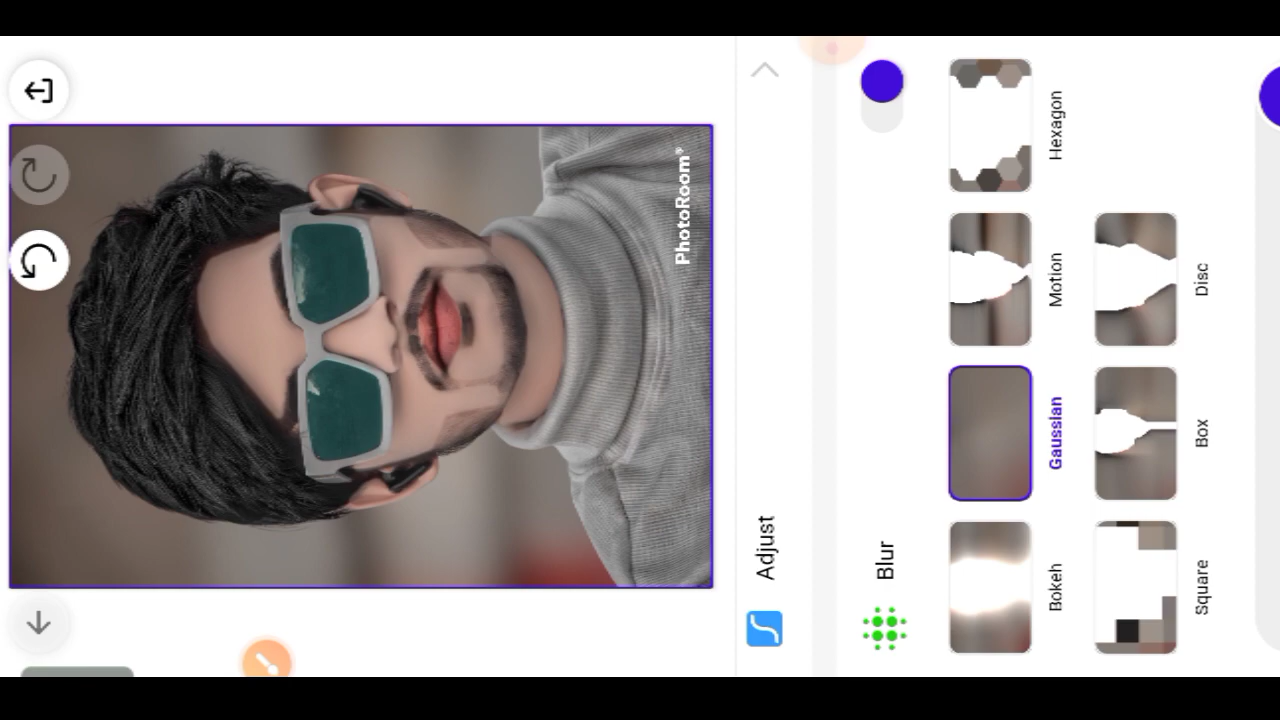 PhotoRoom®
Adjust
Blur
Bokeh
Gaussian
Motion
Hexagon
Square
Box
Disc